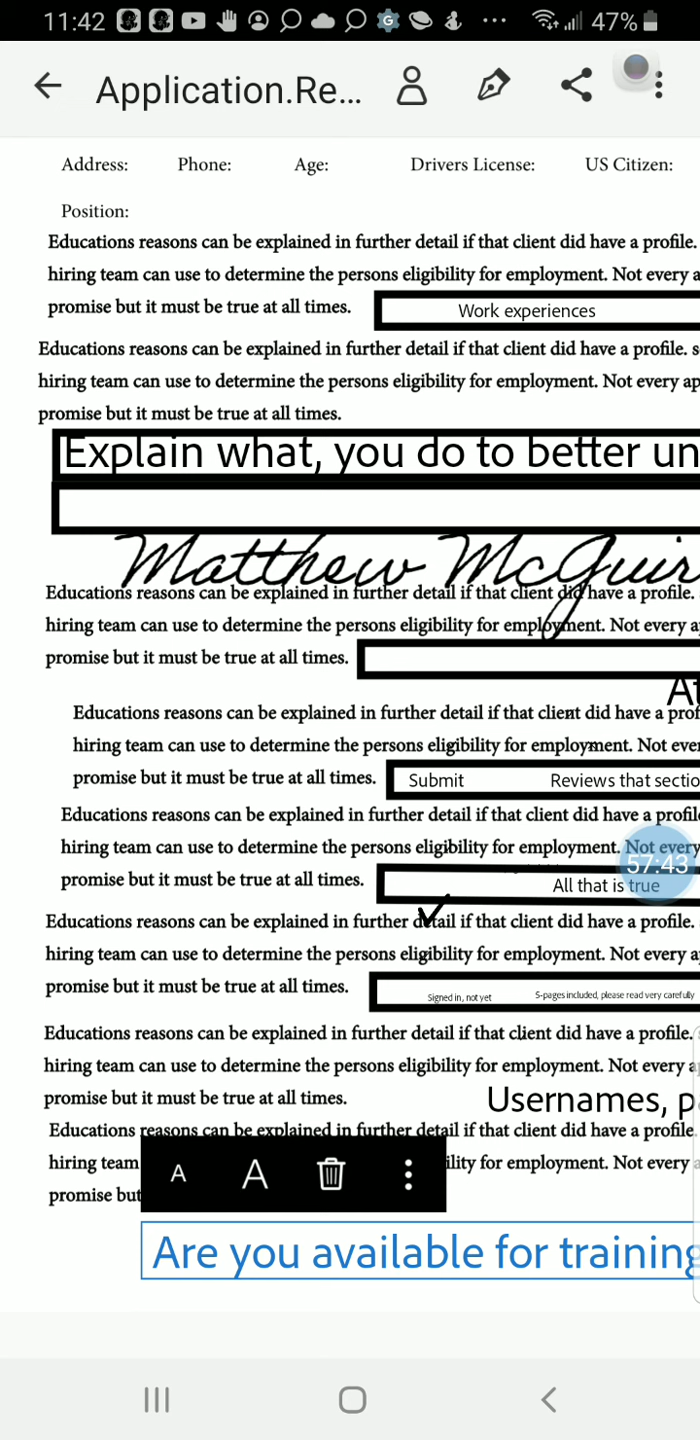 11:42 47%
Application.Re...
Address: Phone: Age: Drivers License: US Citizen:
Position:
Educations reasons can be explained in further detail if that client did have a profile.
hiring team can use to determine the persons eligibility for employment. Not every a
promise but it must be true at all times.
Work experiences
Educations reasons can be explained in further detail if that client did have a profile. s
hiring team can use to determine the persons eligibility for employment. Not every ap
promise but it must be true at all times.
Explain what, you do to better un
Matthew McGuir
Educations reasons can be explained in further detail if that client did have a profile.
hiring team can use to determine the persons eligibility for employment. Not every a
promise but it must be true at all times.
At
Educations reasons can be explained in further detail if that client did have a prof
hiring team can use to determine the persons eligibility for employment. Not ever
promise but it must be true at all times.
Submit Reviews that sectio
Educations reasons can be explained in further detail if that client did have a profil
hiring team can use to determine the persons eligibility for employment. Not every
57:43
promise but it must be true at all times.
All that is true
Educations reasons can be explained in further detail if that client did have a profile.
hiring team can use to determine the persons eligibility for employment. Not every a
promise but it must be true at all times.
Signed in, not yet 5-pages included, please read very carefully
Educations reasons can be explained in further detail if that client did have a profile.
hiring team can use to determine the persons eligibility for employment. Not every a
promise but it must be true at all times.
Usernames, p
Educations reasons can be explained in further detail if that client did have a profile
hiring team ility for employment. Not every a
promise but
A A
Are you available for training